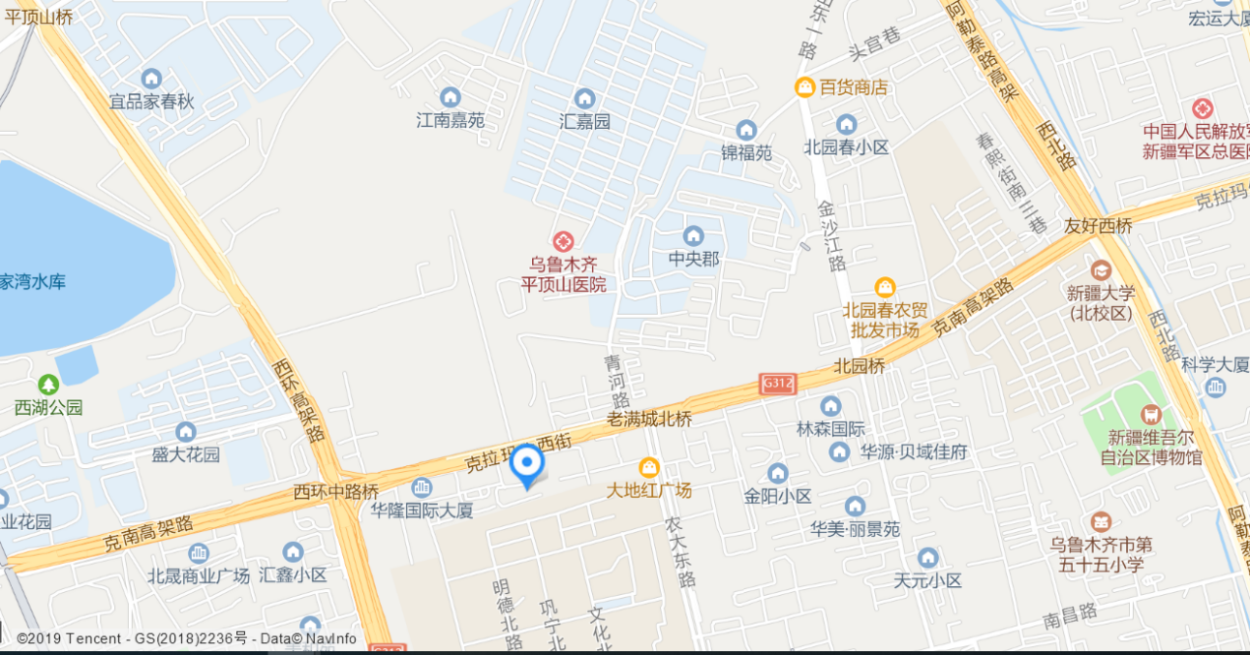 平顶山桥
宜品家春秋
江南嘉苑
汇嘉园
东一路
头宫巷
百货商店
锦福苑
北园春小区
阿勒泰路高架
西北路
宏运大厦
中国人民解放军
新疆军区总医院
春熙街南三巷
克拉玛
友好西桥
金沙江路
中央郡
乌鲁木齐
平顶山医院
家湾水库
北园春农贸
批发市场
克南高架路
新疆大学
(北校区)
西北路
科学大厦
北园桥
G312
青河路
西环高架路
西湖公园
盛大花园
老满城北桥
克拉玛 西街
林森国际
华源·贝域佳府
新疆维吾尔
自治区博物馆
大地红广场
金阳小区
华美·丽景苑
西环中路桥
华隆国际大厦
业花园
克南高架路
北晟商业广场
汇鑫小区
农大东路
天元小区
乌鲁木齐市第
五十五小学
阿勒泰
明德北路
巩宁北
文化北
南昌路
©2019 Tencent - GS(2018)2236号 - Data© NavInfo